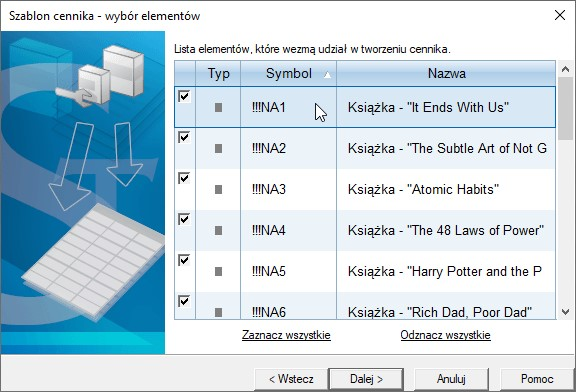 Szablon cennika - wybór elementów
Lista elementów, które wezmą udział w tworzeniu cennika.
Typ Symbol Nazwa
!!!NA1 Książka - "It Ends With Us"
!!!NA2 Książka - "The Subtle Art of Not G
!!!NA3 Książka - "Atomic Habits"
!!!NA4 Książka - "The 48 Laws of Power"
!!!NA5 Książka - "Harry Potter and the P
!!!NA6 Książka - "Rich Dad, Poor Dad"
Zaznacz wszystkie Odznacz wszystkie
< Wstecz Dalej > Anuluj Pomoc